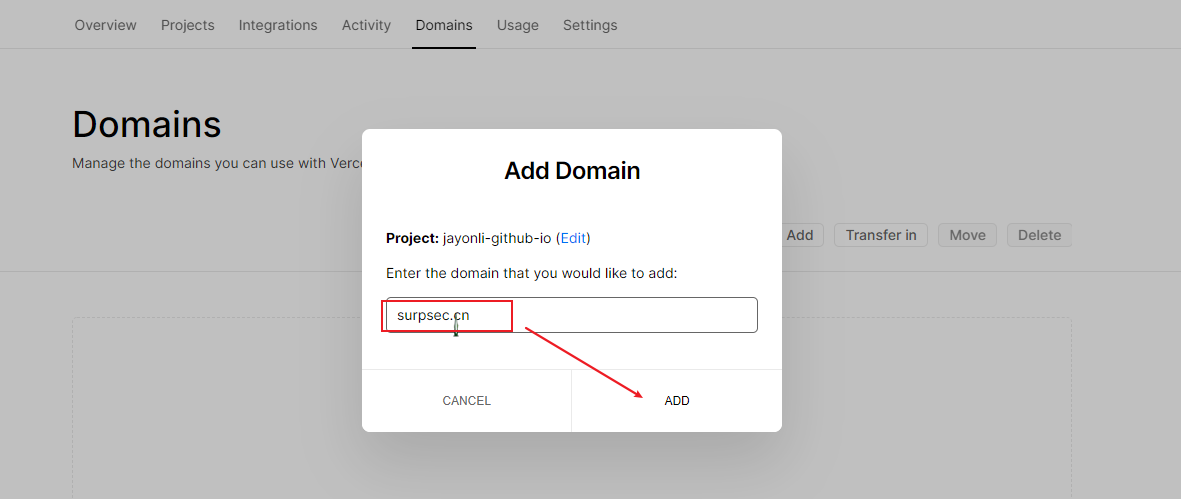 Overview Projects Integrations Activity Domains Usage Settings
Domains
Manage the domains you can use with
Add Domain
Project: jayonli-github-io (Edit)
Add Transfer in Move Delete
Enter the domain that you would like to add:
surpsec.cn
CANCEL ADD